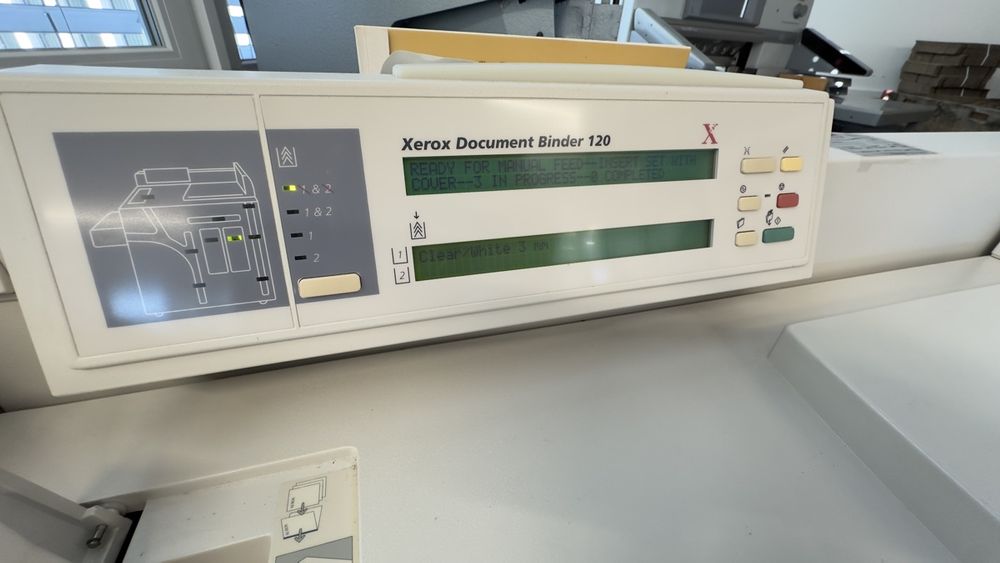 Xerox Document Binder 120
X
READY FOR MANUAL FEED--INSERT SET WITH
COVER--3 IN PROGRESS--0 COMPLETED
1 & 2
1 & 2
1
2
1
2
Clear/White:3 mm